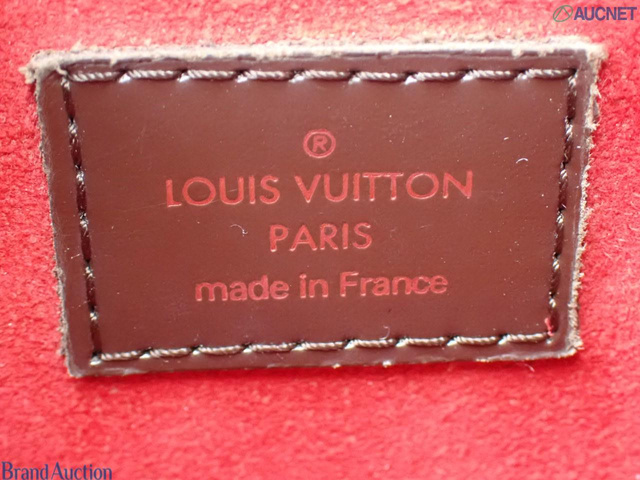 AUCNET
®
LOUIS VUITTON
PARIS
made in France
Brand Auction